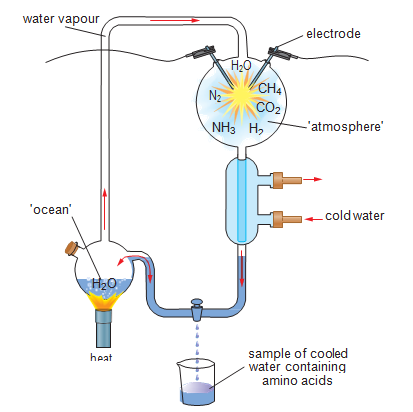 water vapour
electrode
H₂O
N₂
CH₄
CO₂
NH₃
H₂
'atmosphere'
cold water
'ocean'
H₂O
heat
sample of cooled
water containing
amino acids